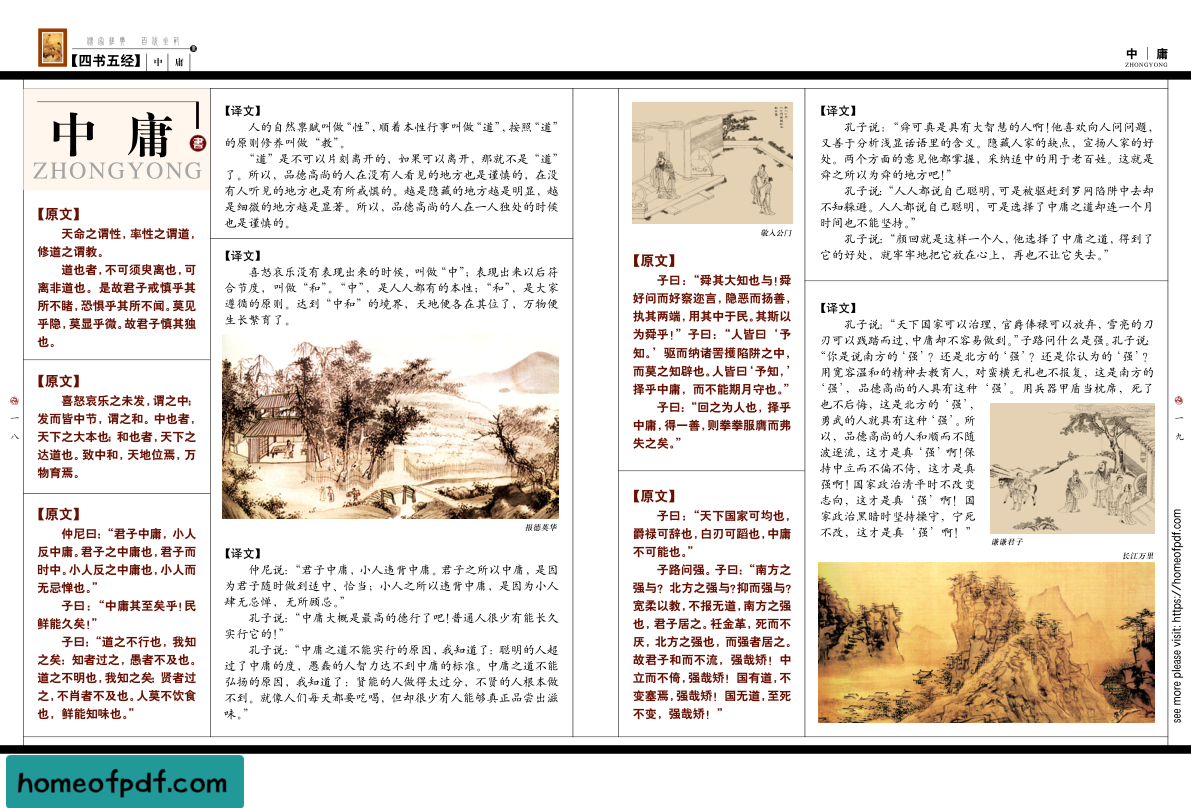 【四书五经】 中 庸
中 庸
ZHONGYONG
中 庸
書
ZHONGYONG
【原文】
天命之谓性，率性之谓道，
修道之谓教。
道也者，不可须臾离也，可
离非道也。是故君子戒慎乎其
所不睹，恐惧乎其所不闻。莫见
乎隐，莫显乎微。故君子慎其独
也。
【原文】
喜怒哀乐之未发，谓之中；
发而皆中节，谓之和。中也者，
天下之大本也；和也者，天下之
达道也。致中和，天地位焉，万
物育焉。
【原文】
仲尼曰：“君子中庸，小人
反中庸。君子之中庸也，君子而
时中。小人反之中庸也，小人而
无忌惮也。”
子曰：“中庸其至矣乎！民
鲜能久矣！”
子曰：“道之不行也，我知
之矣：知者过之，愚者不及也。
道之不明也，我知之矣：贤者过
之，不肖者不及也。人莫不饮食
也，鲜能知味也。”
一八
【译文】
人的自然禀赋叫做“性”，顺着本性行事叫做“道”，按照“道”
的原则修养叫做“教”。
“道”是不可以片刻离开的，如果可以离开，那就不是“道”
了。所以，品德高尚的人在没有人看见的地方也是谨慎的，在没
有人听见的地方也是有所戒惧的。越是隐藏的地方越是明显，越
是细微的地方越是显著。所以，品德高尚的人在一人独处的时候
也是谨慎的。
【译文】
喜怒哀乐没有表现出来的时候，叫做“中”；表现出来以后符
合节度，叫做“和”。“中”，是人人都有的本性；“和”，是大家
遵循的原则。达到“中和”的境界，天地便各在其位了，万物便
生长繁育了。
报德英华
【译文】
仲尼说：“君子中庸，小人违背中庸。君子之所以中庸，是因
为君子随时做到适中、恰当；小人之所以违背中庸，是因为小人
肆无忌惮，无所顾忌。”
孔子说：“中庸大概是最高的德行了吧！普通人很少有能长久
实行它的！”
孔子说：“中庸之道不能实行的原因，我知道了：聪明的人超
过了中庸的度，愚蠢的人智力达不到中庸的标准。中庸之道不能
弘扬的原因，我知道了：贤能的人做得太过分，不贤的人根本做
不到。就像人们每天都要吃喝，但却很少有人能够真正品尝出滋
味。”
敬入公门
【原文】
子曰：“舜其大知也与！舜
好问而好察迩言，隐恶而扬善，
执其两端，用其中于民。其斯以
为舜乎！”子曰：“人皆曰‘予
知。’驱而纳诸罟擭陷阱之中，
而莫之知辟也。人皆曰‘予知，’
择乎中庸，而不能期月守也。”
子曰：“回之为人也，择乎
中庸，得一善，则拳拳服膺而弗
失之矣。”
【原文】
子曰：“天下国家可均也，
爵禄可辞也，白刃可蹈也，中庸
不可能也。”
子路问强。子曰：“南方之
强与？北方之强与？抑而强与？
宽柔以教，不报无道，南方之强
也，君子居之。衽金革，死而不
厌，北方之强也，而强者居之。
故君子和而不流，强哉矫！中
立而不倚，强哉矫！国有道，不
变塞焉，强哉矫！国无道，至死
不变，强哉矫！”
【译文】
孔子说：“舜可真是具有大智慧的人啊！他喜欢向人问问题，
又善于分析浅显话语里的含义。隐藏人家的缺点，宣扬人家的好
处。两个方面的意见他都掌握，采纳适中的用于老百姓。这就是
舜之所以为舜的地方吧！”
孔子说：“人人都说自己聪明，可是被驱赶到罗网陷阱中去却
不知躲避。人人都说自己聪明，可是选择了中庸之道却连一个月
时间也不能坚持。”
孔子说：“颜回就是这样一个人，他选择了中庸之道，得到了
它的好处，就牢牢地把它放在心上，再也不让它失去。”
【译文】
孔子说：“天下国家可以治理，官爵俸禄可以放弃，雪亮的刀
刃可以践踏而过，中庸却不容易做到。”子路问什么是强。孔子说：
“你是说南方的‘强’？还是北方的‘强’？还是你认为的‘强’？
用宽容温和的精神去教育人，对蛮横无礼也不报复，这是南方的
‘强’，品德高尚的人具有这种‘强’。用兵器甲盾当枕席，死了
也不后悔，这是北方的‘强’，
勇武的人就具有这种‘强’。所
以，品德高尚的人和顺而不随
波逐流，这才是真‘强’啊！保
持中立而不偏不倚，这才是真
强啊！国家政治清平时不改变
志向，这才是真‘强’啊！国
家政治黑暗时坚持操守，宁死
不改，这才是真‘强’啊！”
谦谦君子
长江万里
一九
see more please visit: https://homeofpdf.com
homeofpdf.com